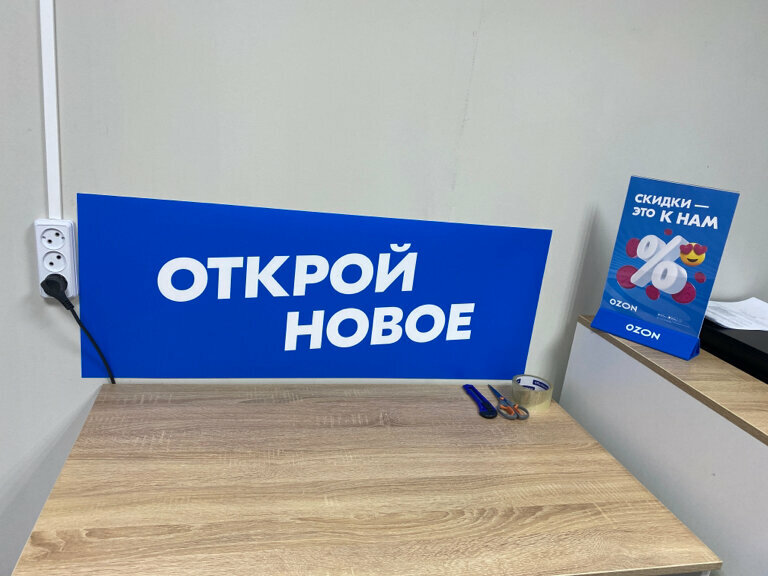 ОТКРОЙ
НОВОЕ
СКИДКИ —
ЭТО К НАМ
%
OZON
OZON